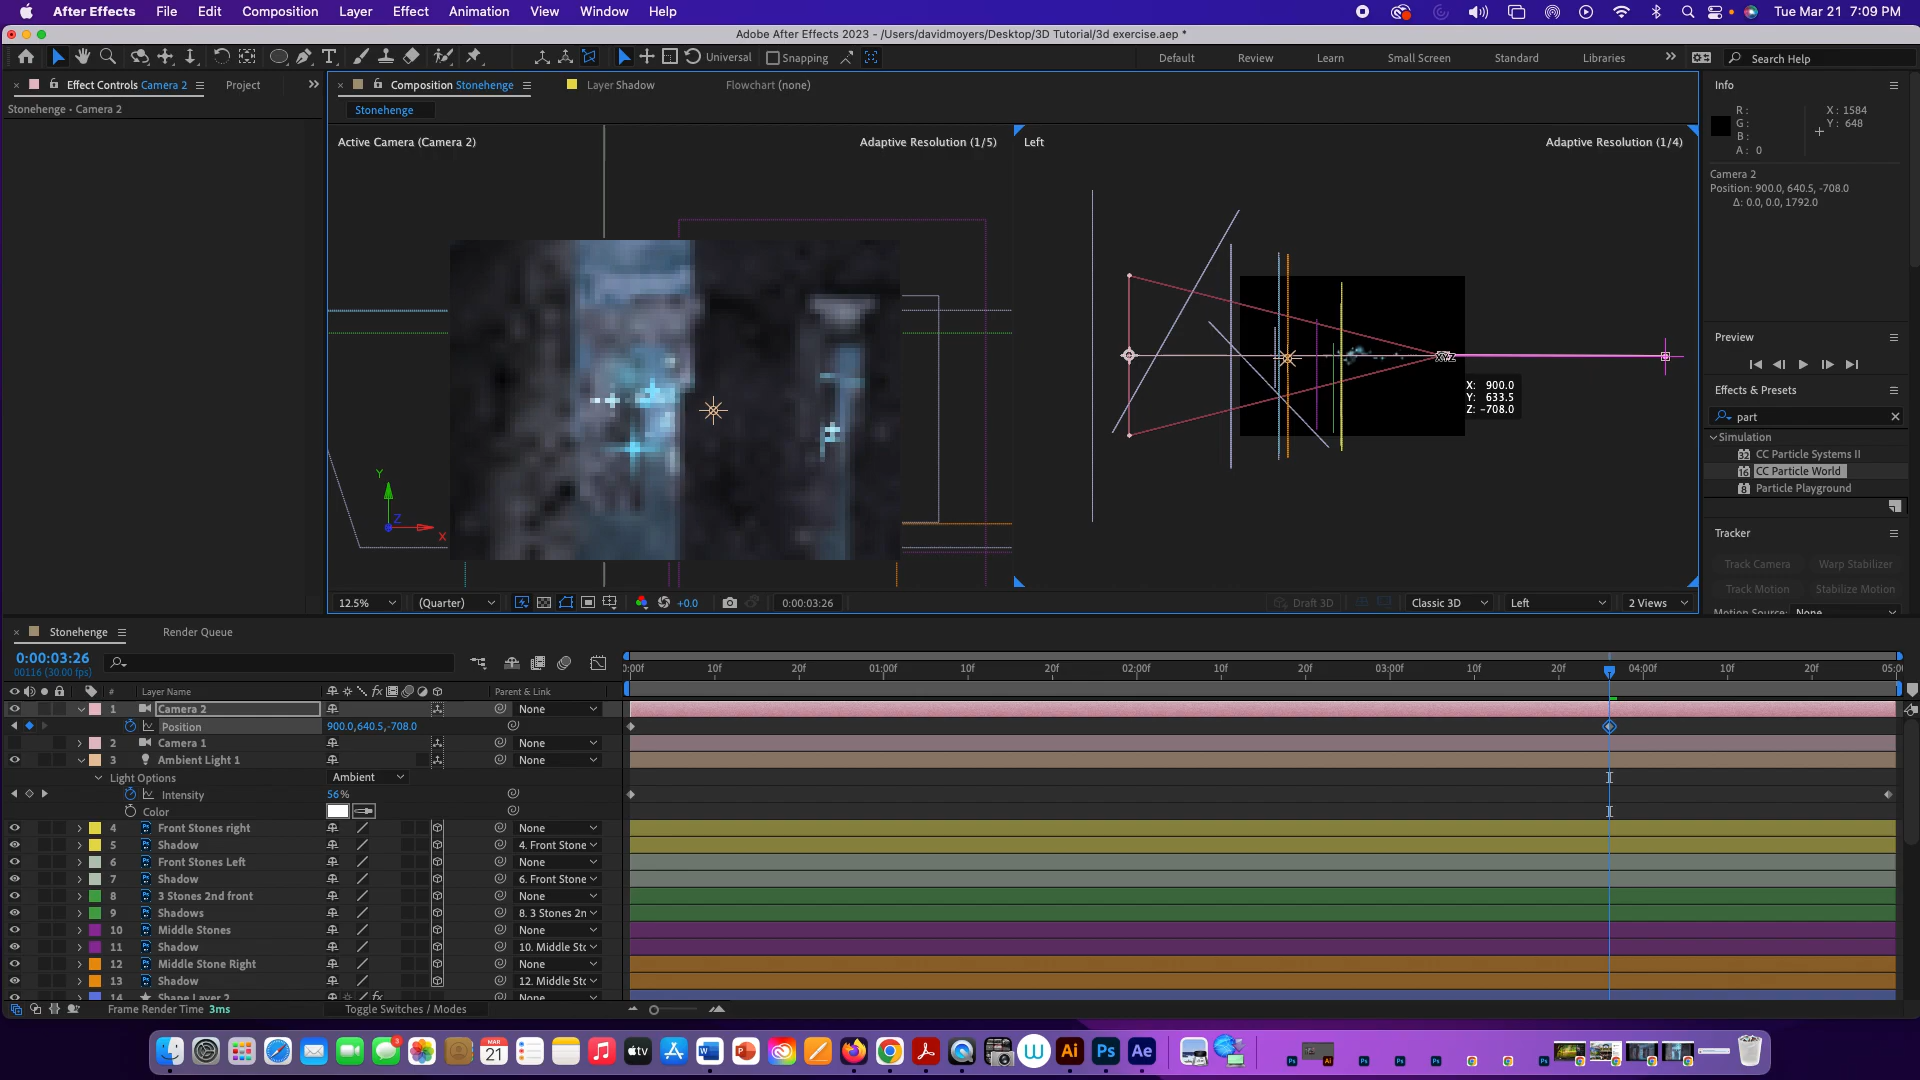 After Effects File Edit Composition Layer Effect Animation View Window Help Tue Mar 21 7:09 PM
Adobe After Effects 2023 - /Users/davidmoyers/Desktop/3D Tutorial/3d exercise.aep *
Universal Snapping Default Review Learn Small Screen Standard Libraries Search Help
Effect Controls Camera 2 Project Composition Stonehenge Layer Shadow Flowchart (none) Info
Stonehenge • Camera 2 Stonehenge
R: X: 1584
G: Y: 648
B:
A: 0
Active Camera (Camera 2) Adaptive Resolution (1/5) Left Adaptive Resolution (1/4)
Camera 2
Position: 900.0, 640.5, -708.0
Δ: 0.0, 0.0, 1792.0
Preview
Effects & Presets
X: 900.0
Y: 633.5
Z: -708.0
part
Simulation
CC Particle Systems II
CC Particle World
Particle Playground
Y
Z
X
Tracker
Track Camera Warp Stabilizer
Track Motion Stabilize Motion
Motion Source: None
12.5% (Quarter) +0.0 0:00:03:26 Draft 3D Classic 3D Left 2 Views
Stonehenge Render Queue
0:00:03:26
00116 (30.00 fps)
0:00f 10f 20f 01:00f 10f 20f 02:00f 10f 20f 03:00f 10f 20f 04:00f 10f 20f 05:0
# Layer Name Parent & Link
1 Camera 2 None
Position 900.0,640.5,-708.0
2 Camera 1 None
3 Ambient Light 1 None
Light Options Ambient
Intensity 56%
Color
4 Front Stones right None
5 Shadow 4. Front Stone
6 Front Stones Left None
7 Shadow 6. Front Stone
8 3 Stones 2nd front None
9 Shadows 8. 3 Stones 2n
10 Middle Stones None
11 Shadow 10. Middle Stc
12 Middle Stone Right None
13 Shadow 12. Middle Stc
14 Shape Layer 2 None
Frame Render Time 3ms Toggle Switches / Modes
MAR
21
3
tv
W
P
Ai
Ps
Ae